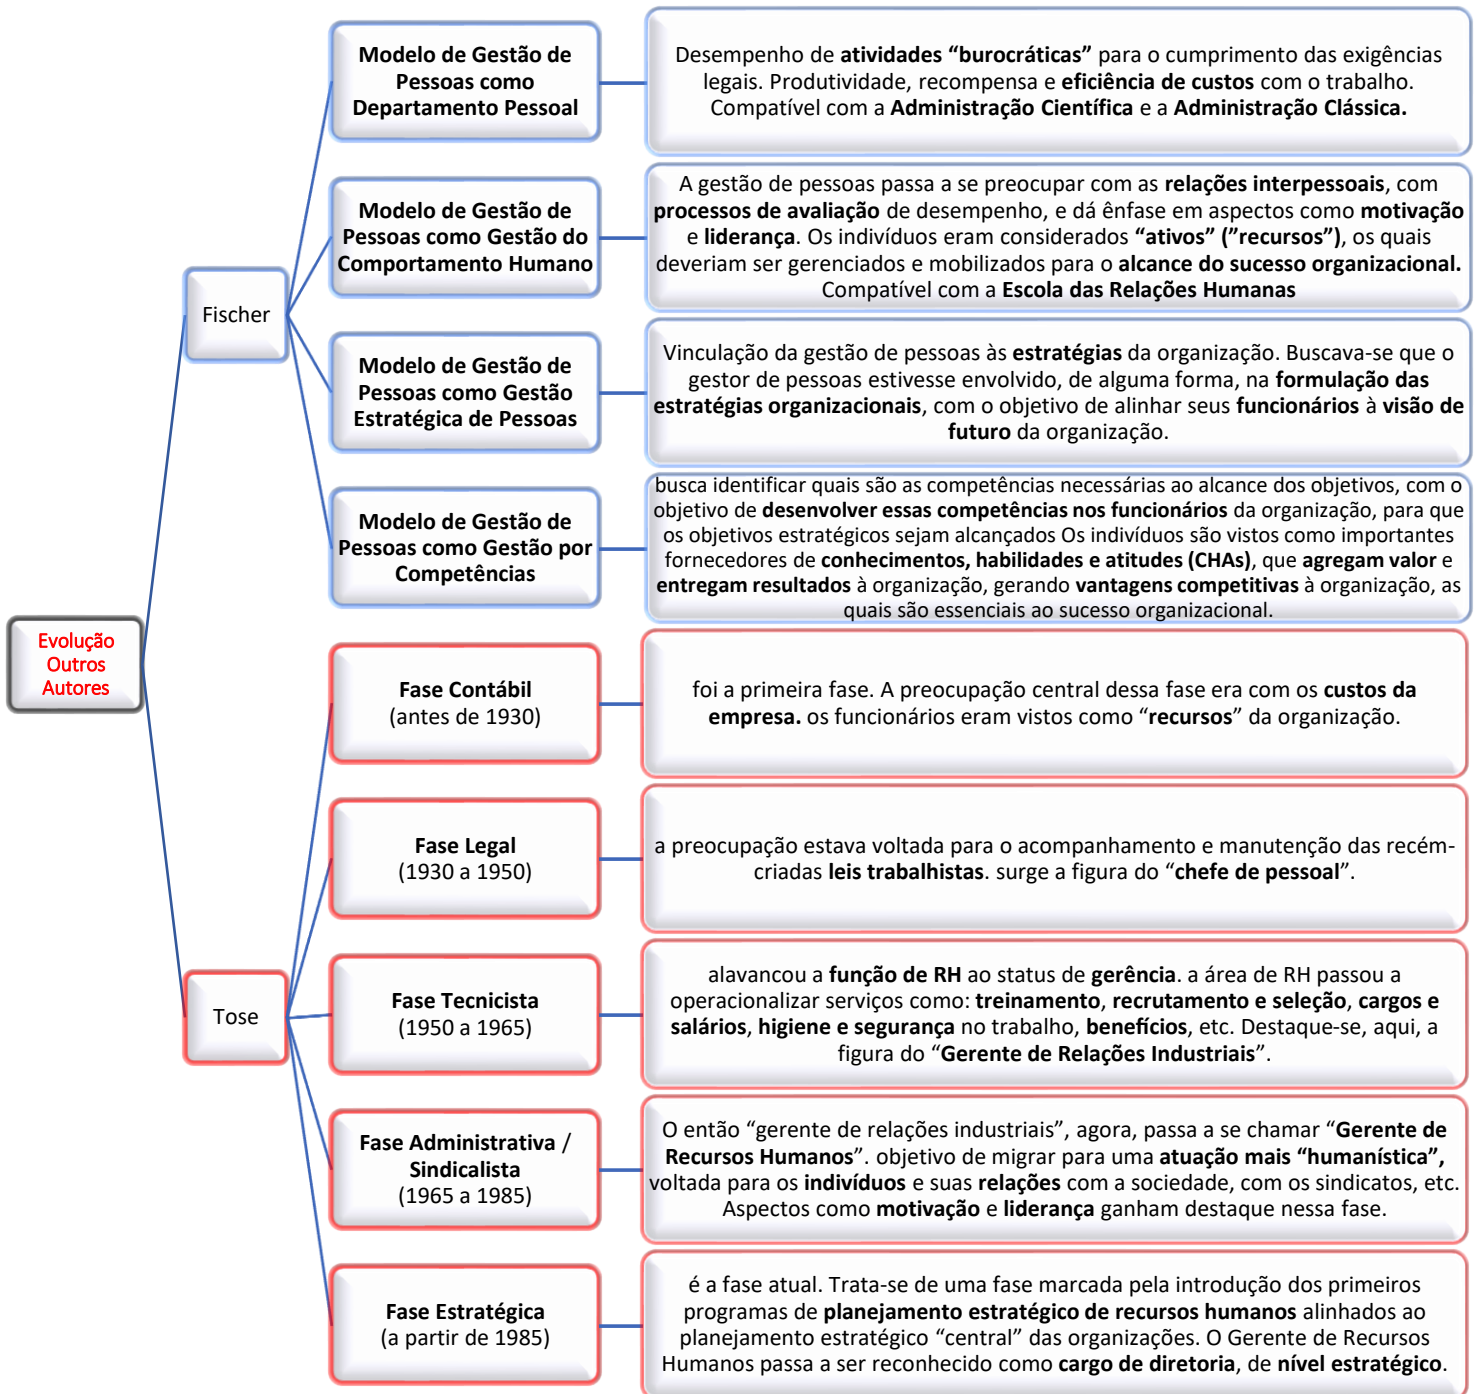 Evolução
Outros
Autores
Fischer
Modelo de Gestão de
Pessoas como
Departamento Pessoal
Desempenho de atividades “burocráticas” para o cumprimento das exigências
legais. Produtividade, recompensa e eficiência de custos com o trabalho.
Compatível com a Administração Científica e a Administração Clássica.
Modelo de Gestão de
Pessoas como Gestão do
Comportamento Humano
A gestão de pessoas passa a se preocupar com as relações interpessoais, com
processos de avaliação de desempenho, e dá ênfase em aspectos como motivação
e liderança. Os indivíduos eram considerados “ativos” (”recursos”), os quais
deveriam ser gerenciados e mobilizados para o alcance do sucesso organizacional.
Compatível com a Escola das Relações Humanas
Modelo de Gestão de
Pessoas como Gestão
Estratégica de Pessoas
Vinculação da gestão de pessoas às estratégias da organização. Buscava-se que o
gestor de pessoas estivesse envolvido, de alguma forma, na formulação das
estratégias organizacionais, com o objetivo de alinhar seus funcionários à visão de
futuro da organização.
Modelo de Gestão de
Pessoas como Gestão por
Competências
busca identificar quais são as competências necessárias ao alcance dos objetivos, com o
objetivo de desenvolver essas competências nos funcionários da organização, para que
os objetivos estratégicos sejam alcançados Os indivíduos são vistos como importantes
fornecedores de conhecimentos, habilidades e atitudes (CHAs), que agregam valor e
entregam resultados à organização, gerando vantagens competitivas à organização, as
quais são essenciais ao sucesso organizacional.
Tose
Fase Contábil
(antes de 1930)
foi a primeira fase. A preocupação central dessa fase era com os custos da
empresa. os funcionários eram vistos como “recursos” da organização.
Fase Legal
(1930 a 1950)
a preocupação estava voltada para o acompanhamento e manutenção das recém-
criadas leis trabalhistas. surge a figura do “chefe de pessoal”.
Fase Tecnicista
(1950 a 1965)
alavancou a função de RH ao status de gerência. a área de RH passou a
operacionalizar serviços como: treinamento, recrutamento e seleção, cargos e
salários, higiene e segurança no trabalho, benefícios, etc. Destaque-se, aqui, a
figura do “Gerente de Relações Industriais”.
Fase Administrativa /
Sindicalista
(1965 a 1985)
O então “gerente de relações industriais”, agora, passa a se chamar “Gerente de
Recursos Humanos”. objetivo de migrar para uma atuação mais “humanística”,
voltada para os indivíduos e suas relações com a sociedade, com os sindicatos, etc.
Aspectos como motivação e liderança ganham destaque nessa fase.
Fase Estratégica
(a partir de 1985)
é a fase atual. Trata-se de uma fase marcada pela introdução dos primeiros
programas de planejamento estratégico de recursos humanos alinhados ao
planejamento estratégico “central” das organizações. O Gerente de Recursos
Humanos passa a ser reconhecido como cargo de diretoria, de nível estratégico.